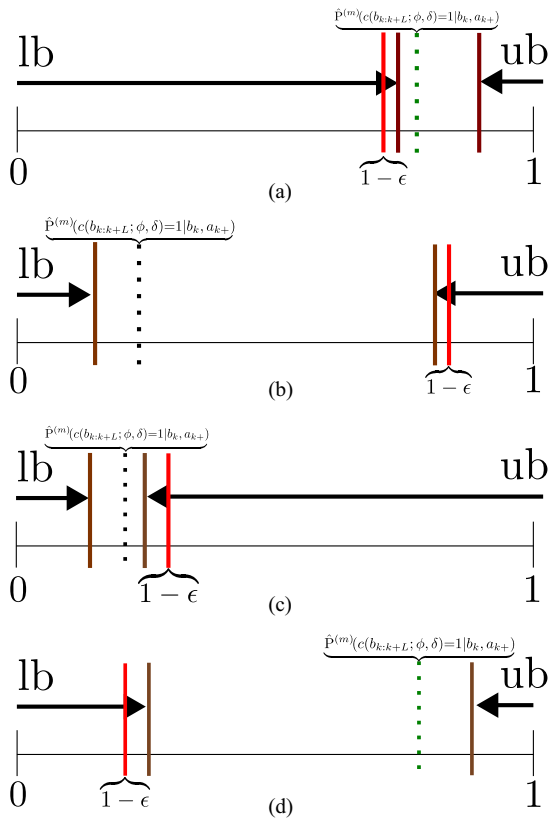 P̂^(m)(c(b_{k:k+L}; ϕ, δ)=1|b_k, a_{k+})
lb
ub
0
1
1 − ϵ
(a)
P̂^(m)(c(b_{k:k+L}; ϕ, δ)=1|b_k, a_{k+})
lb
ub
0
1
1 − ϵ
(b)
P̂^(m)(c(b_{k:k+L}; ϕ, δ)=1|b_k, a_{k+})
lb
ub
0
1
1 − ϵ
(c)
P̂^(m)(c(b_{k:k+L}; ϕ, δ)=1|b_k, a_{k+})
lb
ub
0
1
1 − ϵ
(d)